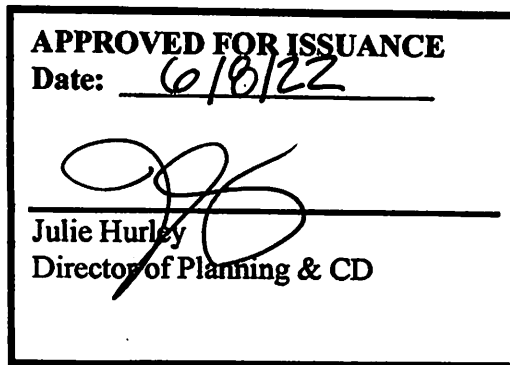 APPROVED FOR ISSUANCE
Date: 6/8/22
Julie Hurley
Director of Planning & CD